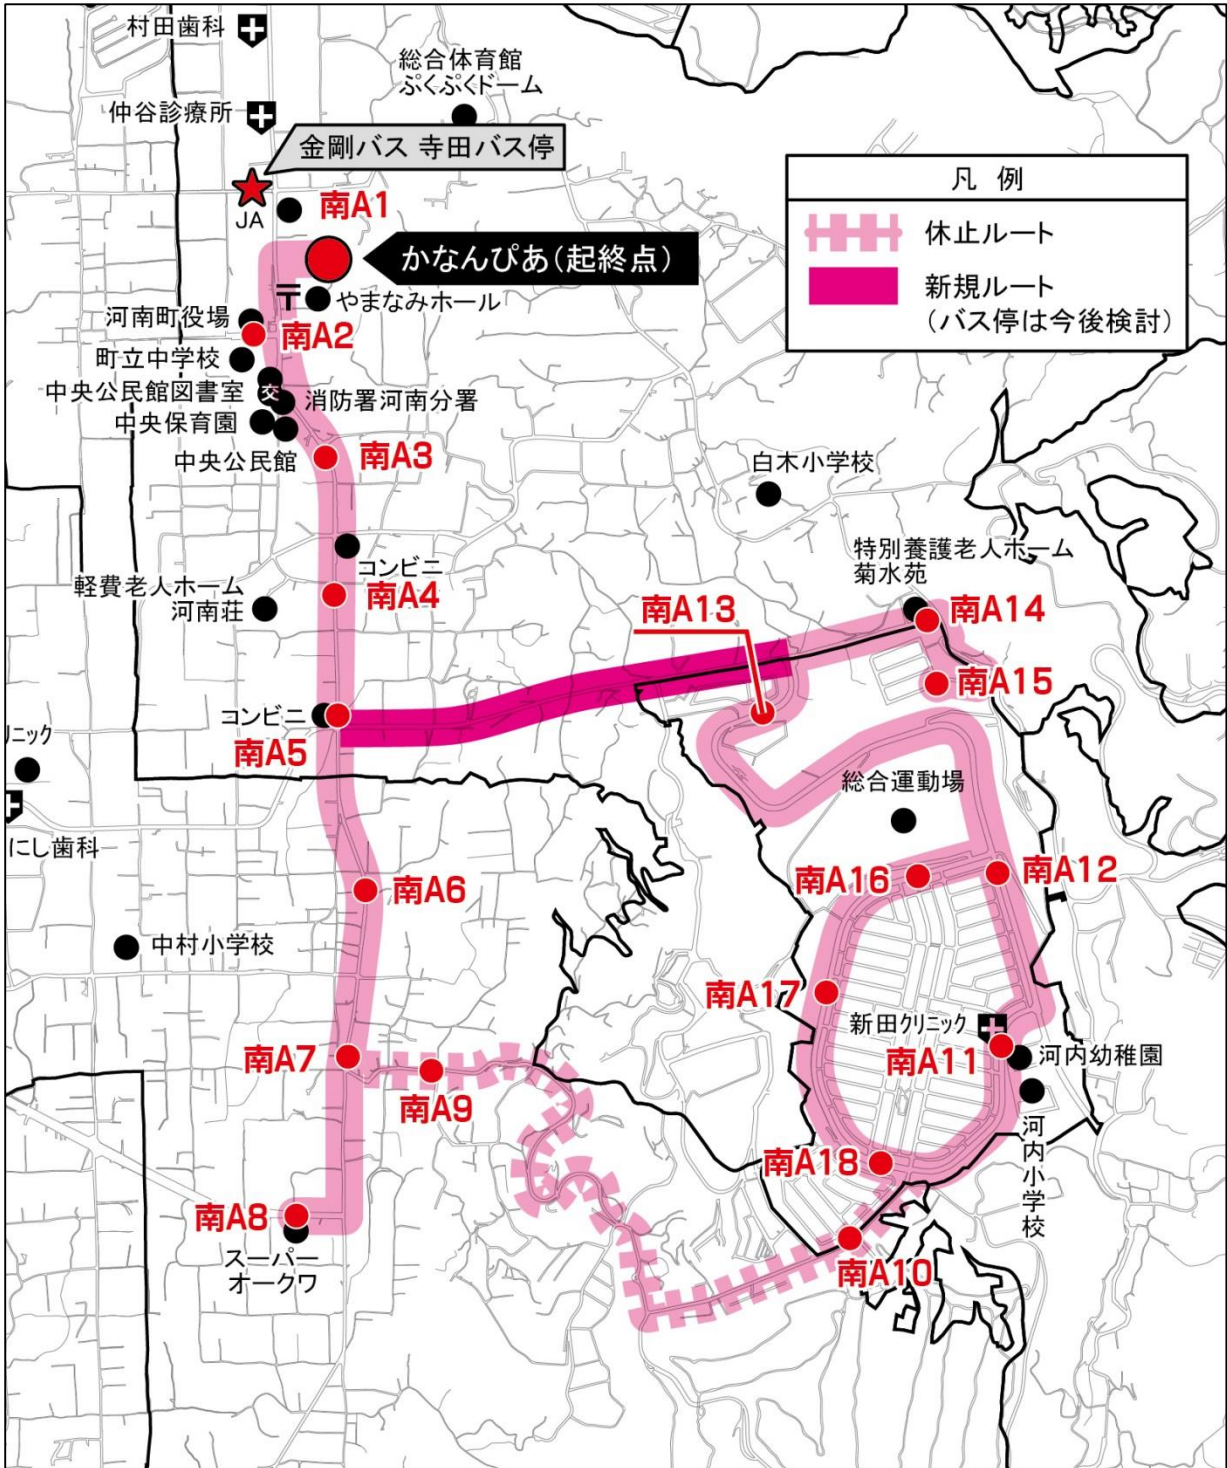 村田歯科
総合体育館
ぷくぷくドーム
仲谷診療所
金剛バス 寺田バス停
JA
南A1
凡 例
休止ルート
新規ルート
(バス停は今後検討)
かなんぴあ(起終点)
〒
やまなみホール
河南町役場
南A2
町立中学校
中央公民館図書室
交
消防署河南分署
中央保育園
中央公民館
南A3
白木小学校
コンビニ
特別養護老人ホーム
菊水苑
軽費老人ホーム
河南荘
南A4
南A13
南A14
南A15
コンビニ
南A5
リニック
にし歯科
総合運動場
南A6
南A16
南A12
中村小学校
南A17
新田クリニック
南A11
河内幼稚園
南A7
南A9
河内小学校
南A18
南A8
スーパー
オークワ
南A10